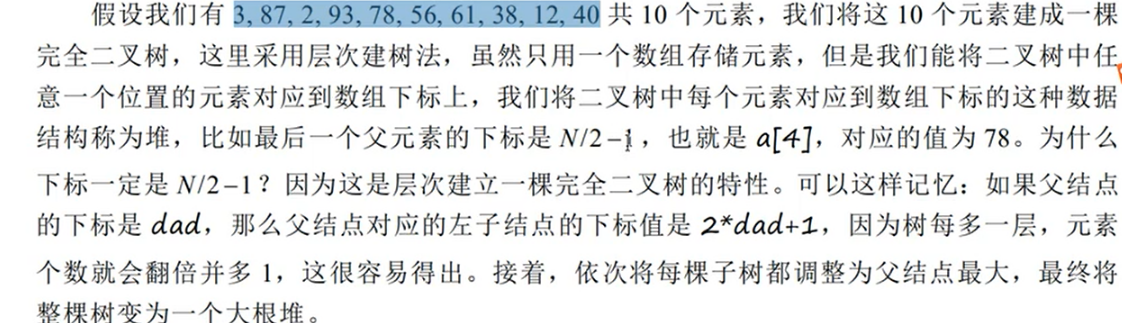 假设我们有 3, 87, 2, 93, 78, 56, 61, 38, 12, 40 共 10 个元素，我们将这 10 个元素建成一棵
完全二叉树，这里采用层次建树法，虽然只用一个数组存储元素，但是我们能将二叉树中任
意一个位置的元素对应到数组下标上，我们将二叉树中每个元素对应到数组下标的这种数据
结构称为堆，比如最后一个父元素的下标是 N/2-1，也就是 a[4]，对应的值为 78。为什么
下标一定是 N/2-1？因为这是层次建立一棵完全二叉树的特性。可以这样记忆：如果父结点
的下标是 dad，那么父结点对应的左子结点的下标值是 2*dad+1，因为树每多一层，元素
个数就会翻倍并多 1，这很容易得出。接着，依次将每棵子树都调整为父结点最大，最终将
整棵树变为一个大根堆。